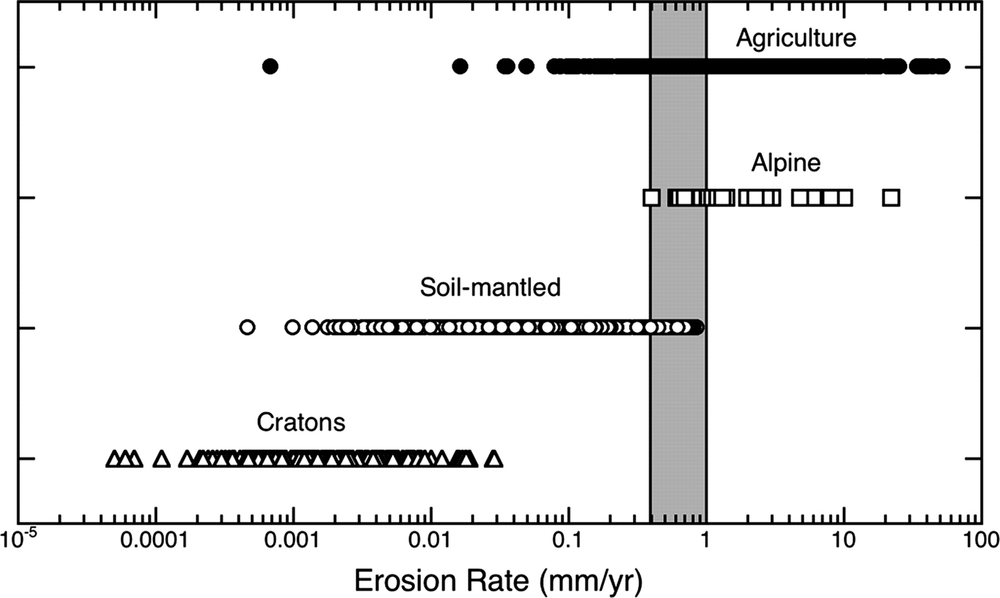 Agriculture
Alpine
Soil-mantled
Cratons
10-5 0.0001 0.001 0.01 0.1 1 10 100
Erosion Rate (mm/yr)